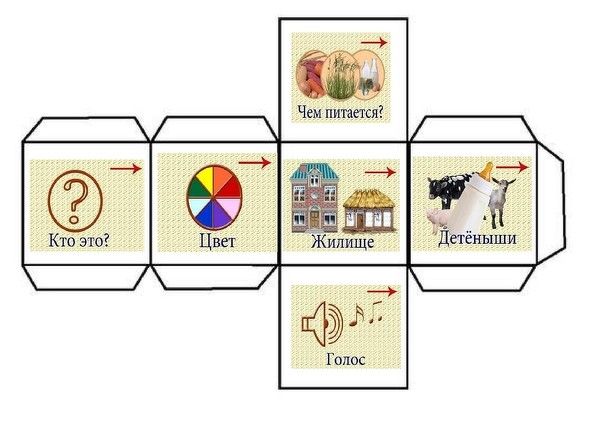 Чем питается?
Кто это?
Цвет
Жилище
Детёныши
Голос